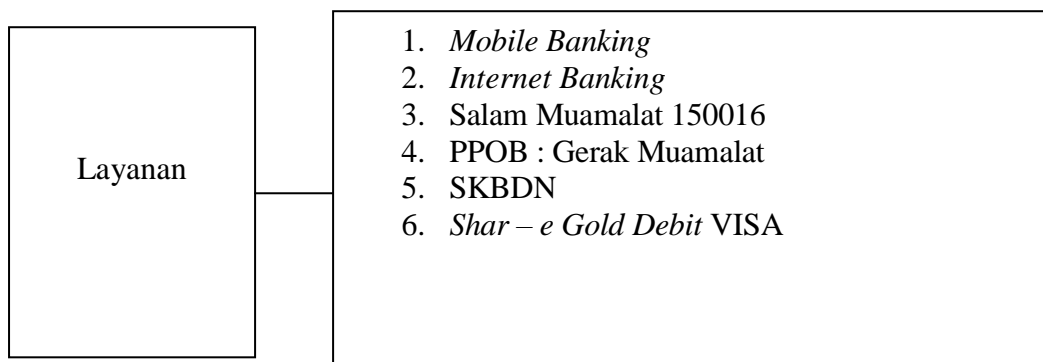 Layanan
1. Mobile Banking
2. Internet Banking
3. Salam Muamalat 150016
4. PPOB : Gerak Muamalat
5. SKBDN
6. Shar – e Gold Debit VISA